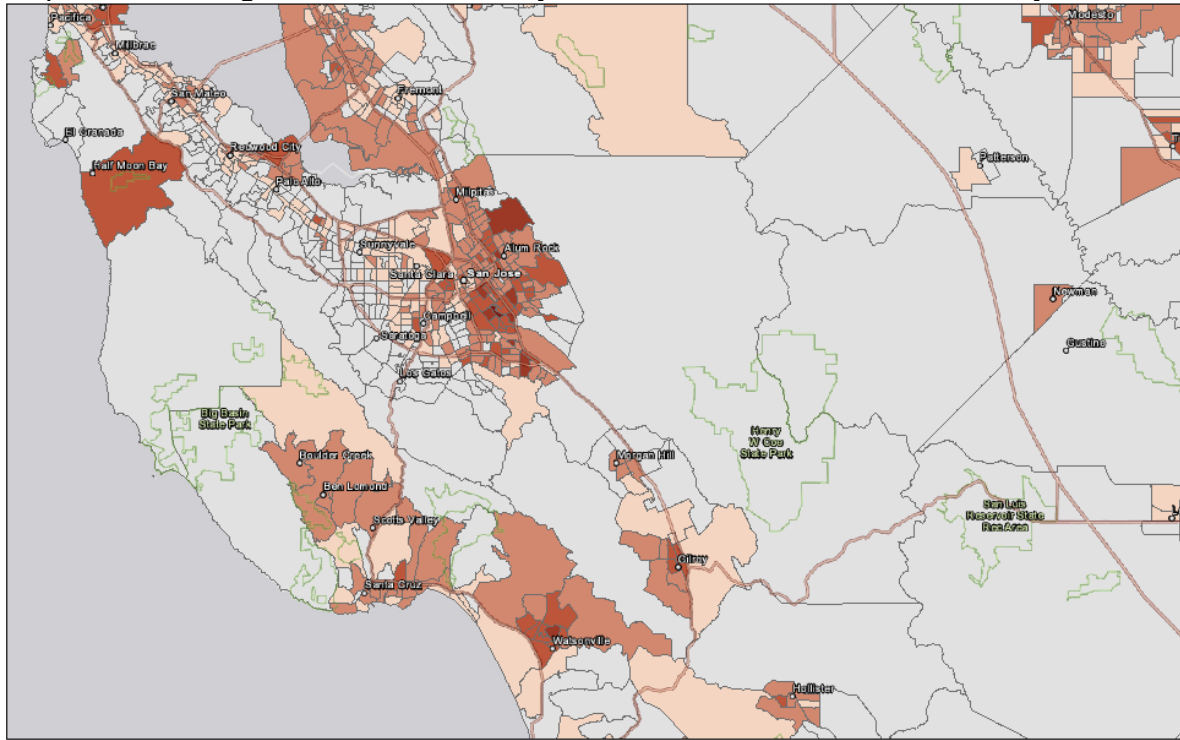 Pacifica
Millbrae
Modesto
San Mateo
Fremont
El Granada
Redwood City
Half Moon Bay
Palo Alto
Patterson
Milpitas
Sunnyvale
Alum Rock
Santa Clara
San Jose
Newman
Campbell
Saratoga
Gustine
Los Gatos
Big Basin
State Park
Henry
W Coe
State Park
Boulder Creek
Morgan Hill
Ben Lomond
San Luis
Reservoir State
Rec Area
Scotts Valley
Gilroy
Santa Cruz
Watsonville
Hollister